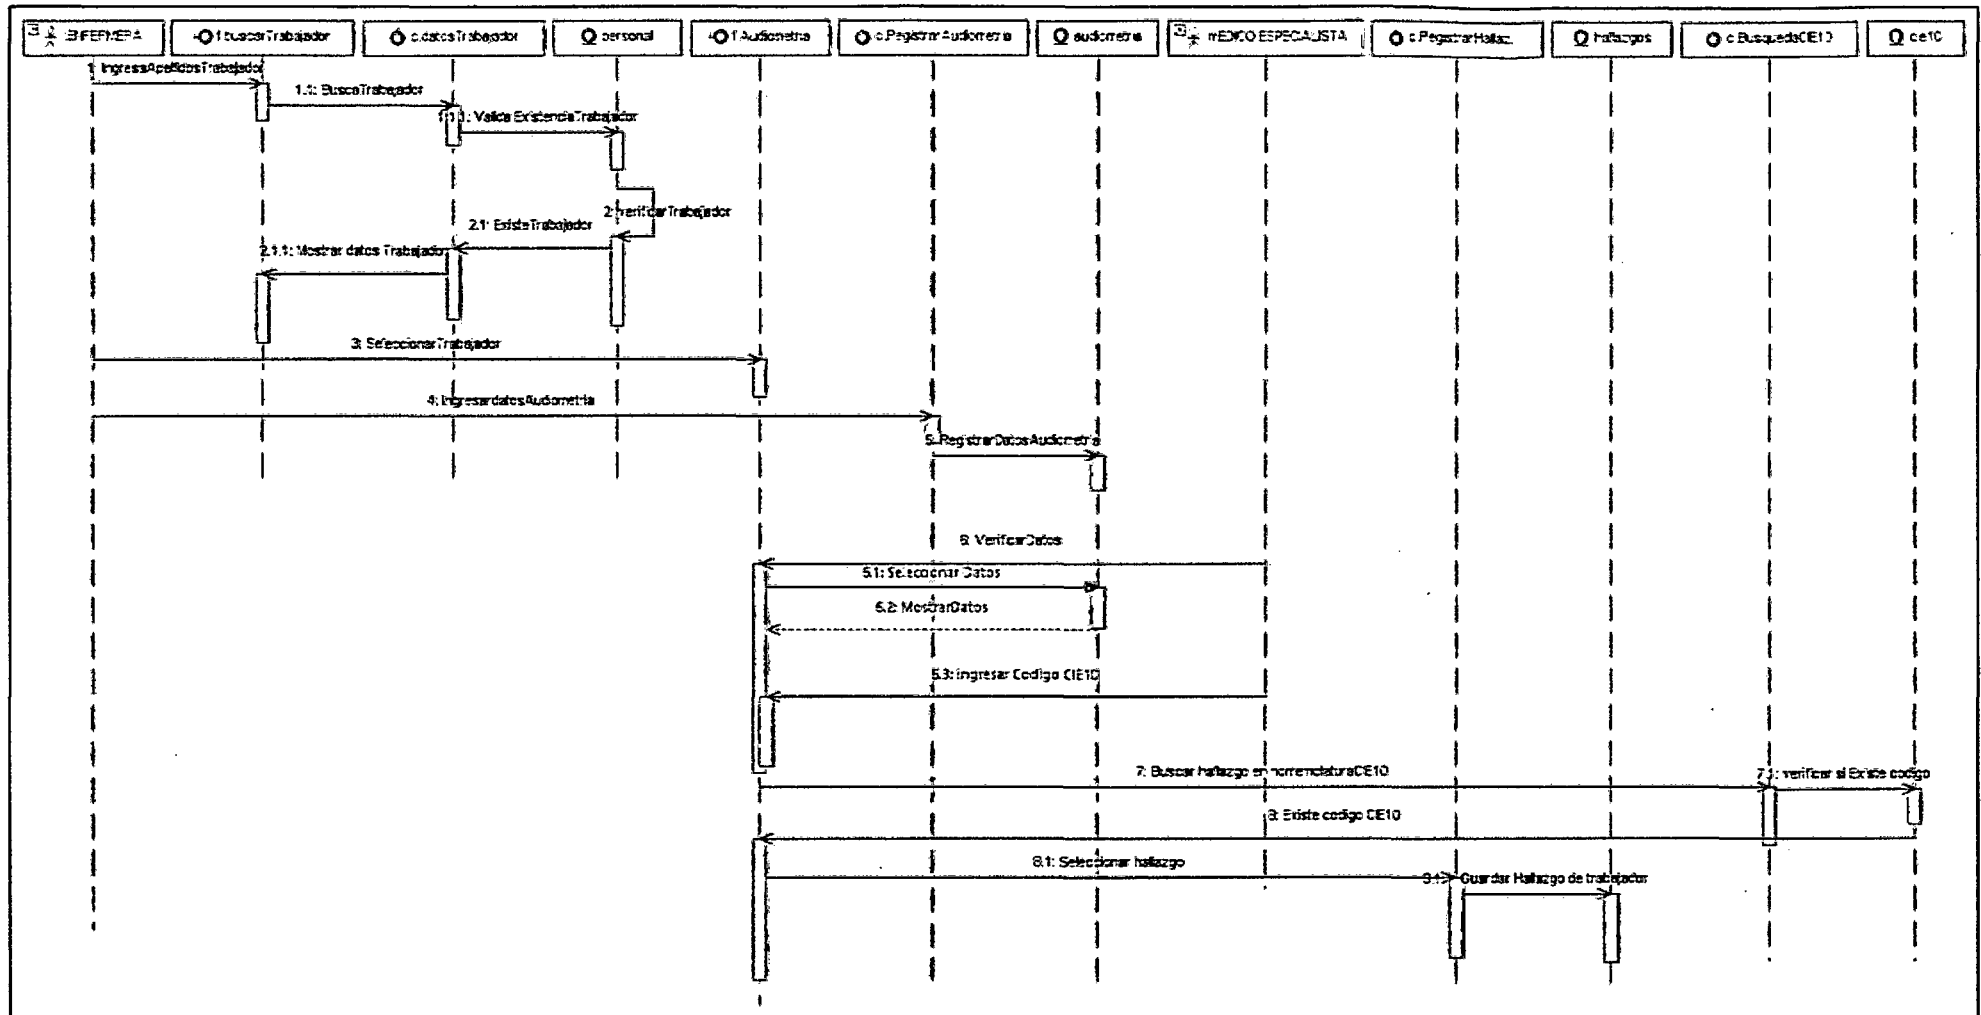 ENFERMERA
f.buscarTrabajador
c.datosTrabajador
personal
f.Audiometria
c.RegistrarAudiometria
audiometria
mEDICO ESPECIALISTA
c.RegistrarHallaz...
hallazgos
c.BusquedaCIE10
cie10
1: IngresaApellidosTrabajador
1.1: BuscaTrabajador
1.1.1: Valida ExistenciaTrabajador
2: verificarTrabajador
2.1: ExisteTrabajador
2.1.1: Mostrar datos Trabajador
3: SeleccionarTrabajador
4: IngresardatosAudiometria
5: RegistrarDatosAudiometria
6: VerificarDatos
6.1: Seleccionar Datos
6.2: MostrarDatos
6.3: Ingresar Codigo CIE10
7: Buscar hallazgo en nomenclaturaCIE10
7.1: verificar si Existe codigo
8: Existe codigo CIE10
8.1: Seleccionar hallazgo
Guardar Hallazgo de trabajador